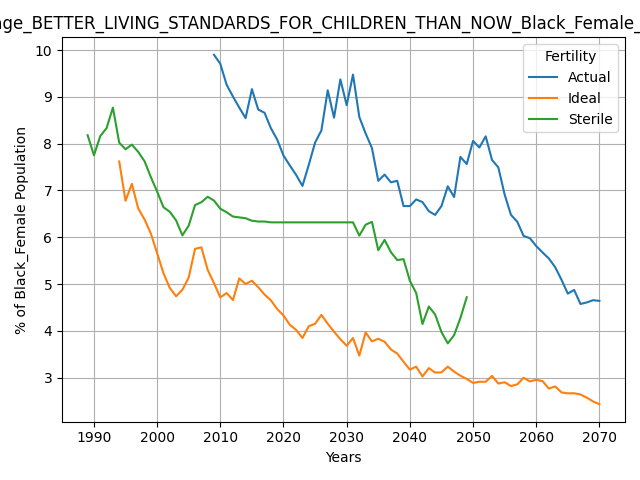 age_BETTER_LIVING_STANDARDS_FOR_CHILDREN_THAN_NOW_Black_Female_
Fertility
Actual
Ideal
Sterile
% of Black_Female Population
10
9
8
7
6
5
4
3
1990 2000 2010 2020 2030 2040 2050 2060 2070
Years